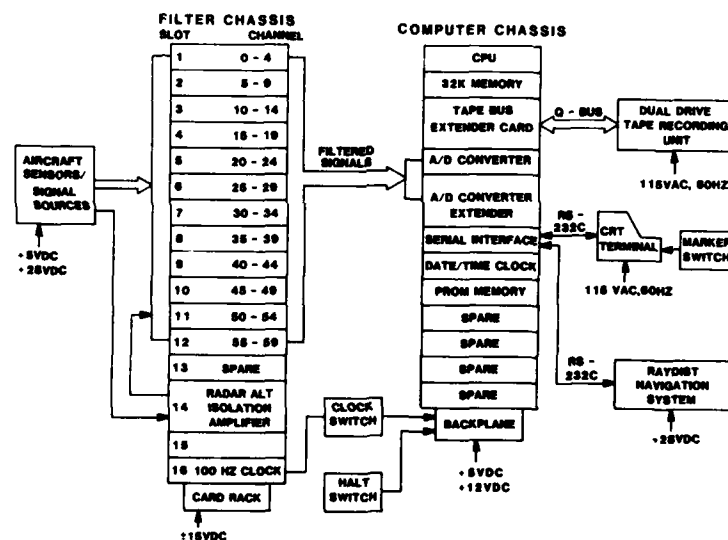 FILTER CHASSIS
SLOT CHANNEL
1 0 - 4
2 5 - 9
3 10 - 14
4 15 - 19
5 20 - 24
6 25 - 29
7 30 - 34
8 35 - 39
9 40 - 44
10 45 - 49
11 50 - 54
12 55 - 59
13 SPARE
14 RADAR ALT
ISOLATION
AMPLIFIER
15
16 100 HZ CLOCK
CARD RACK
±15VDC
AIRCRAFT
SENSORS/
SIGNAL
SOURCES
+5VDC
+28VDC
FILTERED
SIGNALS
CLOCK
SWITCH
HALT
SWITCH
COMPUTER CHASSIS
CPU
32K MEMORY
TAPE BUS
EXTENDER CARD
A/D CONVERTER
A/D CONVERTER
EXTENDER
SERIAL INTERFACE
DATE/TIME CLOCK
PROM MEMORY
SPARE
SPARE
SPARE
SPARE
BACKPLANE
+5VDC
+12VDC
Q - BUS
DUAL DRIVE
TAPE RECORDING
UNIT
115VAC, 60HZ
RS -
232C
CRT
TERMINAL
MARKER
SWITCH
115 VAC,60HZ
RS -
232C
RAYDIST
NAVIGATION
SYSTEM
+28VDC